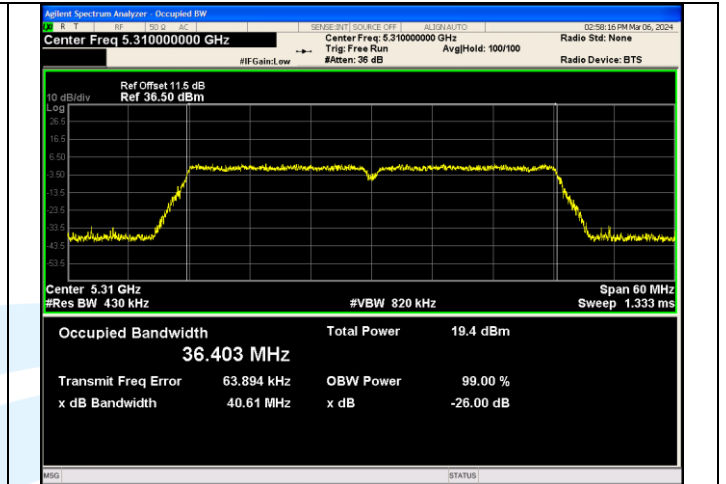 Agilent Spectrum Analyzer - Occupied BW
R T RF 50 Ω AC SENSE:INT SOURCE OFF ALIGN AUTO 02:58:16 PM Mar 06, 2024
Center Freq 5.310000000 GHz Center Freq: 5.310000000 GHz Radio Std: None
Trig: Free Run Avg|Hold: 100/100
#IFGain:Low #Atten: 36 dB Radio Device: BTS
Ref Offset 11.5 dB
10 dB/div Ref 36.50 dBm
Log
26.5
16.5
6.50
-3.50
-13.5
-23.5
-33.5
-43.5
-53.5
Center 5.31 GHz Span 60 MHz
#Res BW 430 kHz #VBW 820 kHz Sweep 1.333 ms
Occupied Bandwidth Total Power 19.4 dBm
36.403 MHz
Transmit Freq Error 63.894 kHz OBW Power 99.00 %
x dB Bandwidth 40.61 MHz x dB -26.00 dB
MSG STATUS